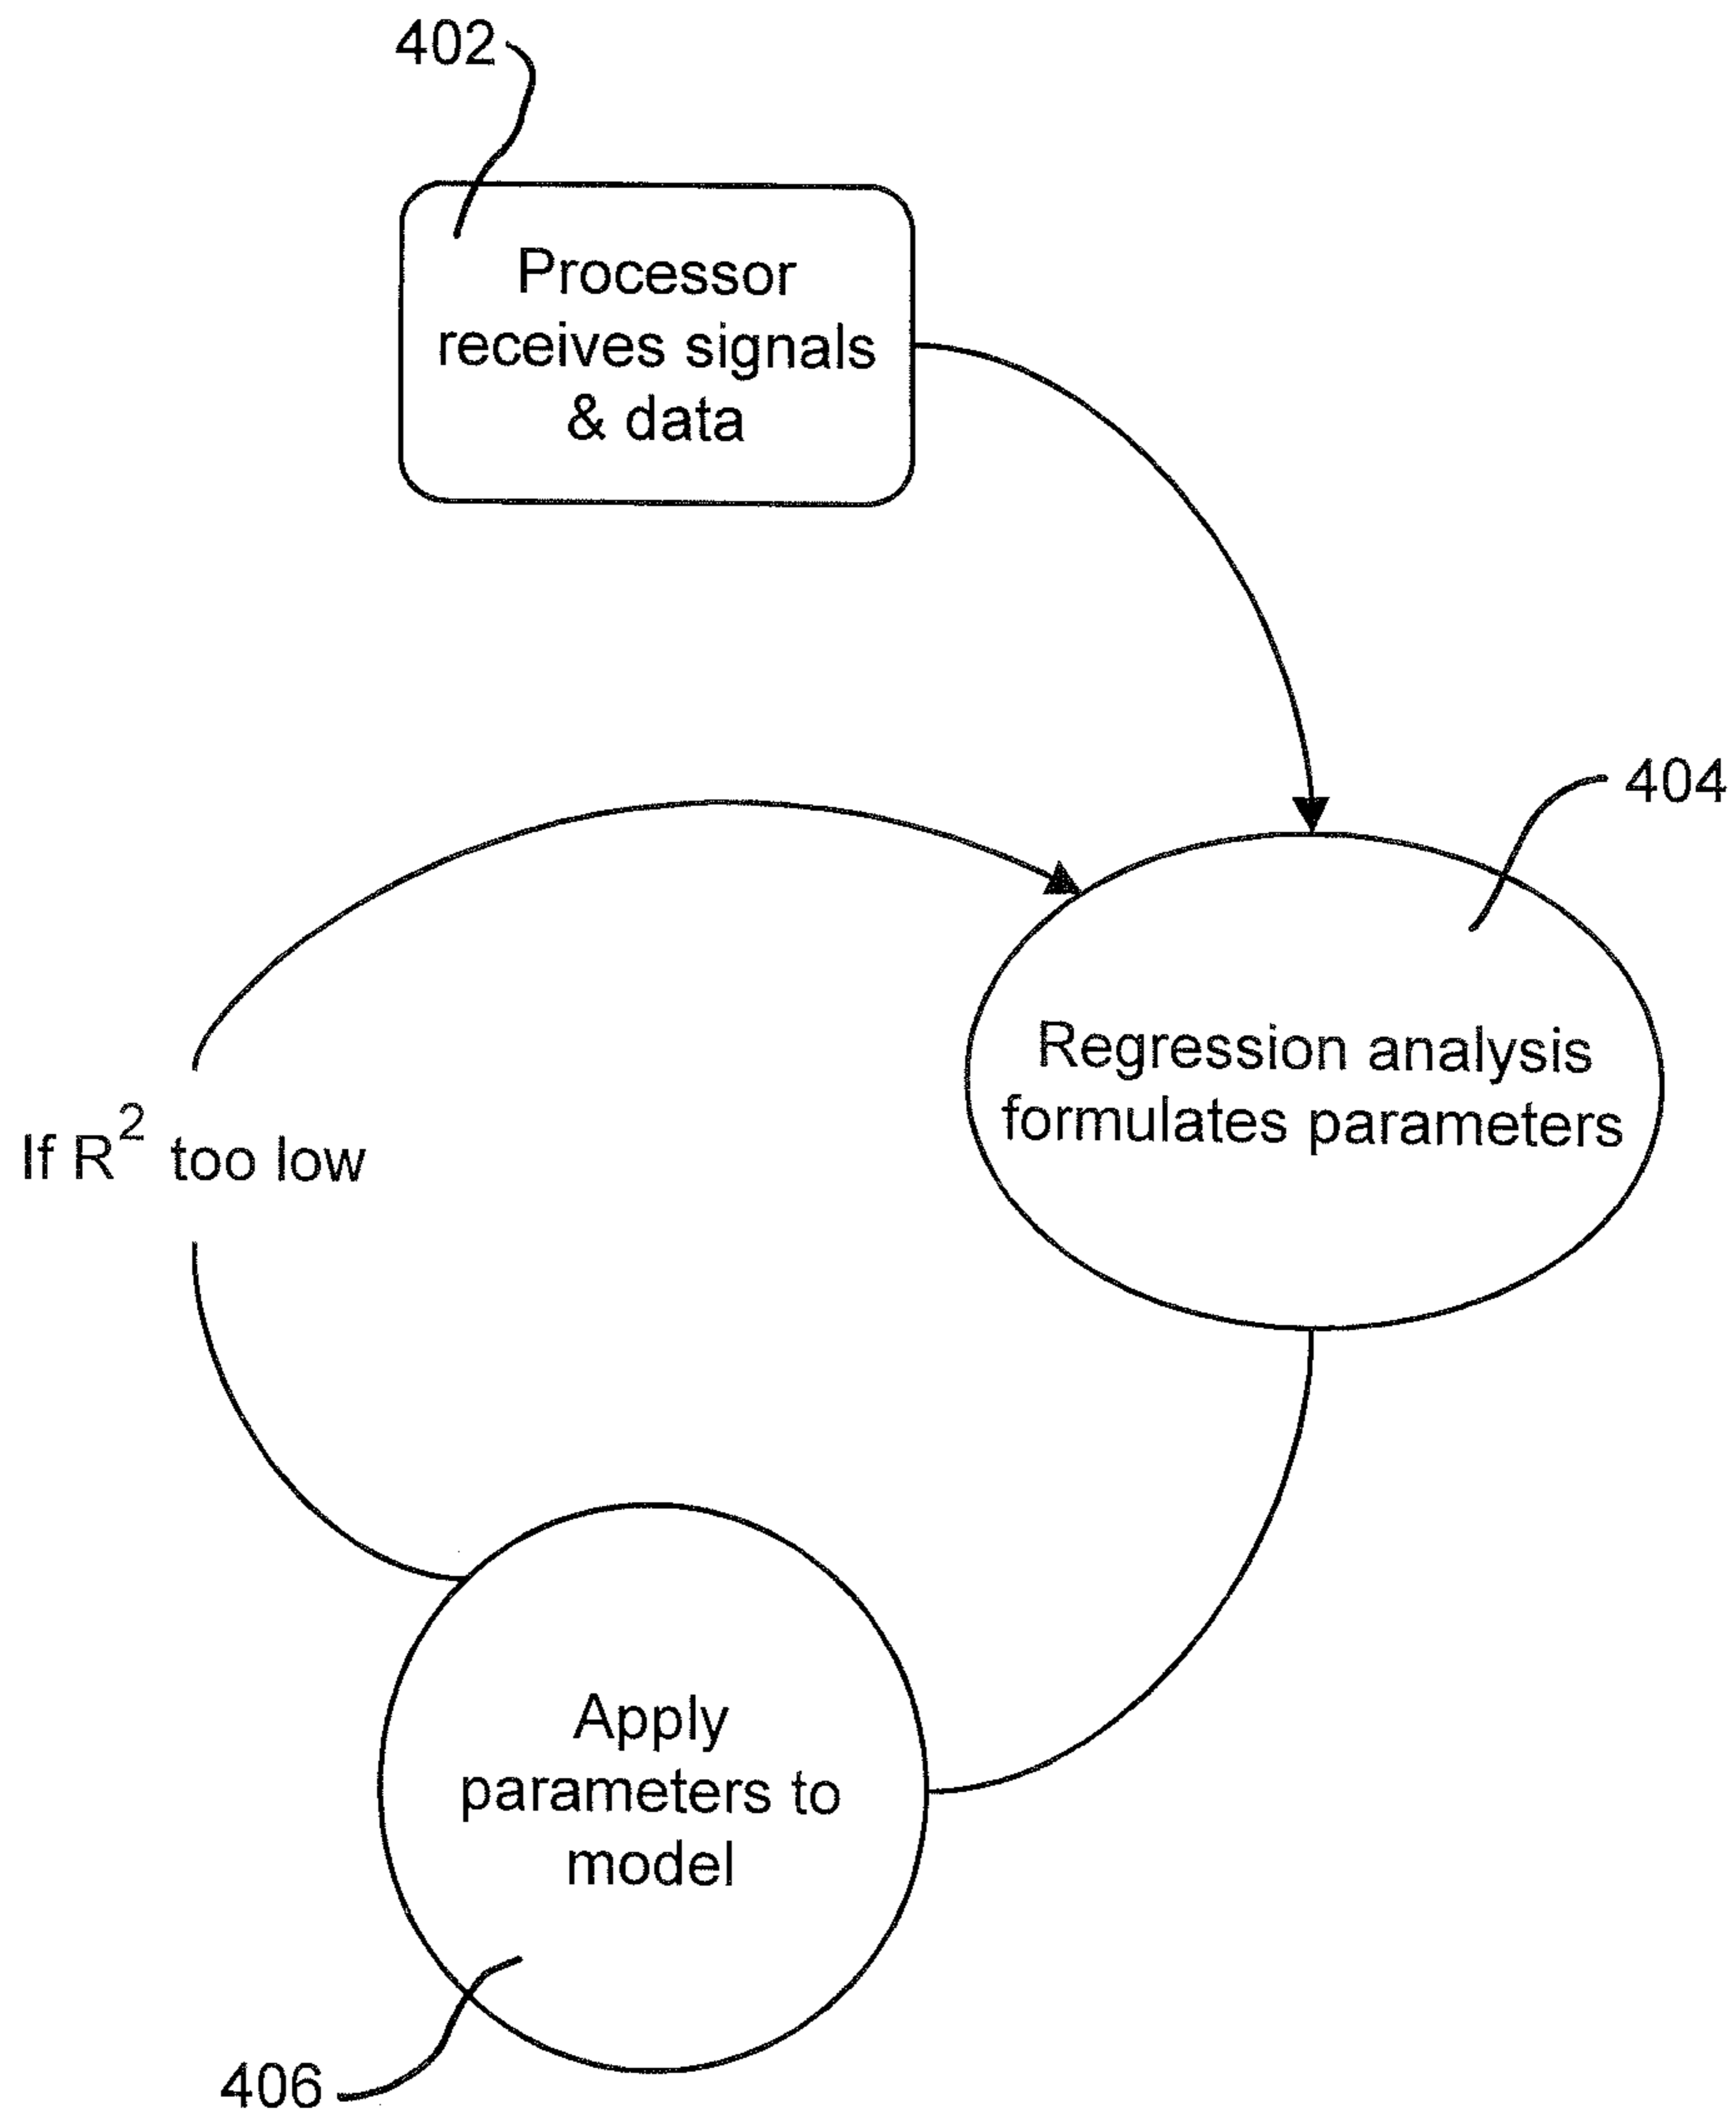 402
Processor
receives signals
& data
404
Regression analysis
formulates parameters
If R² too low
Apply
parameters to
model
406